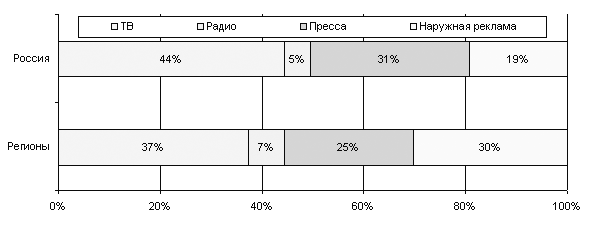 ТВ Радио Пресса Наружная реклама
Россия 44% 5% 31% 19%
Регионы 37% 7% 25% 30%
0% 20% 40% 60% 80% 100%